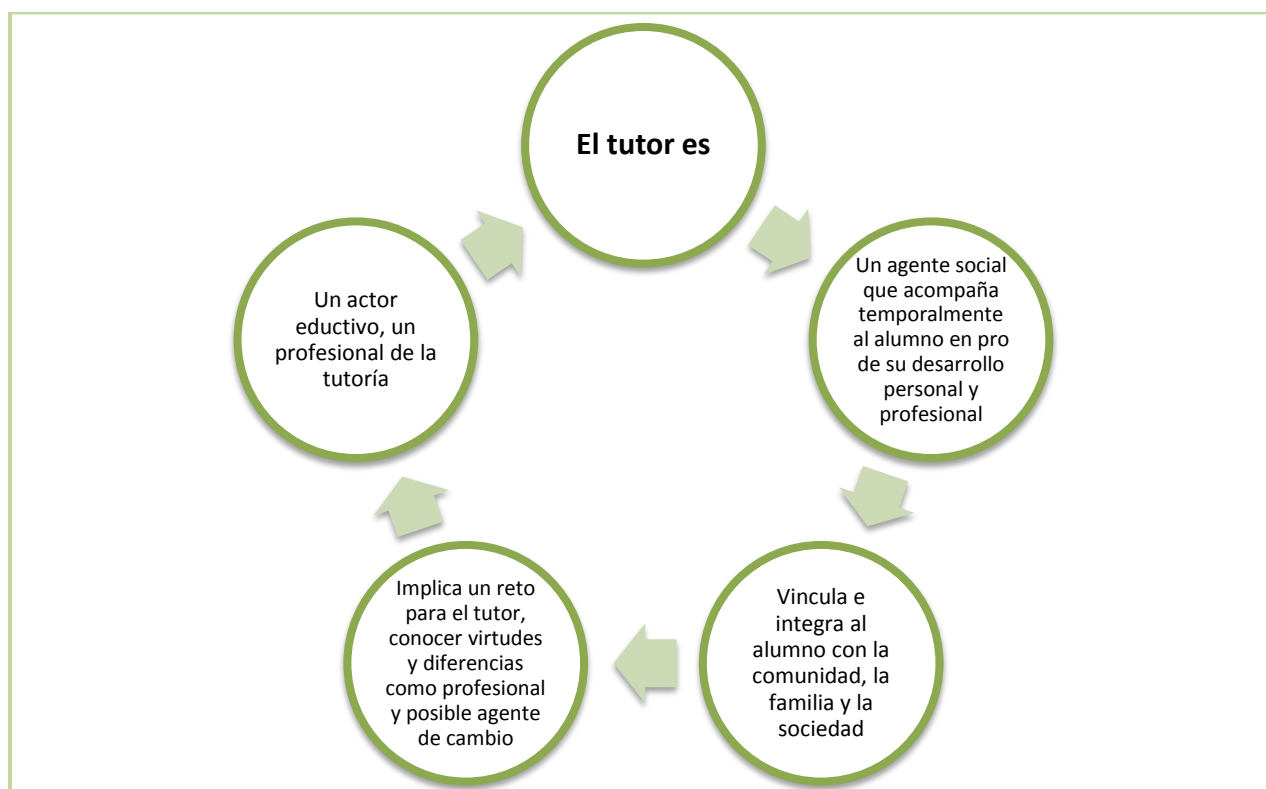 El tutor es
Un agente social
que acompaña
temporalmente
al alumno en pro
de su desarrollo
personal y
profesional
Vincula e
integra al
alumno con la
comunidad, la
familia y la
sociedad
Implica un reto
para el tutor,
conocer virtudes
y diferencias
como profesional
y posible agente
de cambio
Un actor
eductivo, un
profesional de la
tutoría